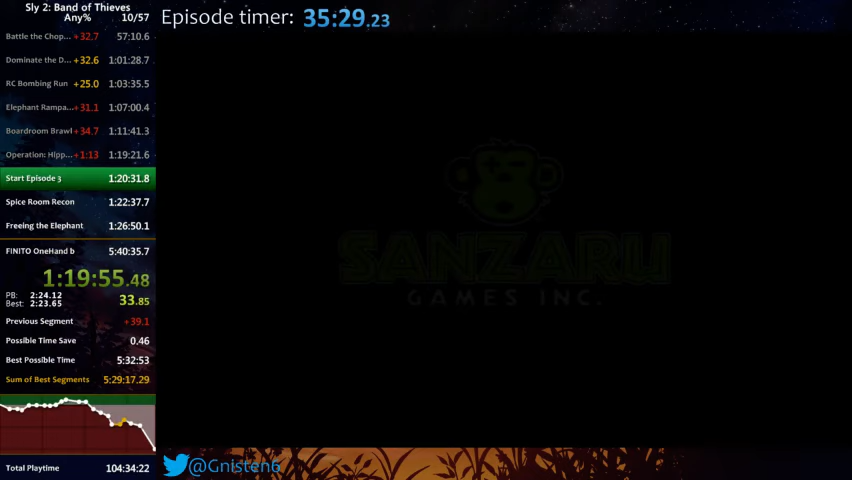 Sly 2: Band of Thieves
Any% 10/57
Episode timer: 35:29.23
Battle the Chop... +32.7 57:10.6
Dominate the D... +32.6 1:01:28.7
RC Bombing Run +25.0 1:03:35.5
Elephant Rampa... +31.1 1:07:00.4
Boardroom Brawl +34.7 1:11:41.3
Operation: Hipp... +1:13 1:19:21.6
Start Episode 3 1:20:31.8
Spice Room Recon 1:22:37.7
Freeing the Elephant 1:26:50.1
FINITO OneHand b 5:40:35.7
1:19:55.48
PB: 2:24.12
Best: 2:23.65 33.85
Previous Segment +39.1
Possible Time Save 0.46
Best Possible Time 5:32:53
Sum of Best Segments 5:29:17.29
Total Playtime 104:34:22
SANZARU
GAMES INC.
@Gnisten6